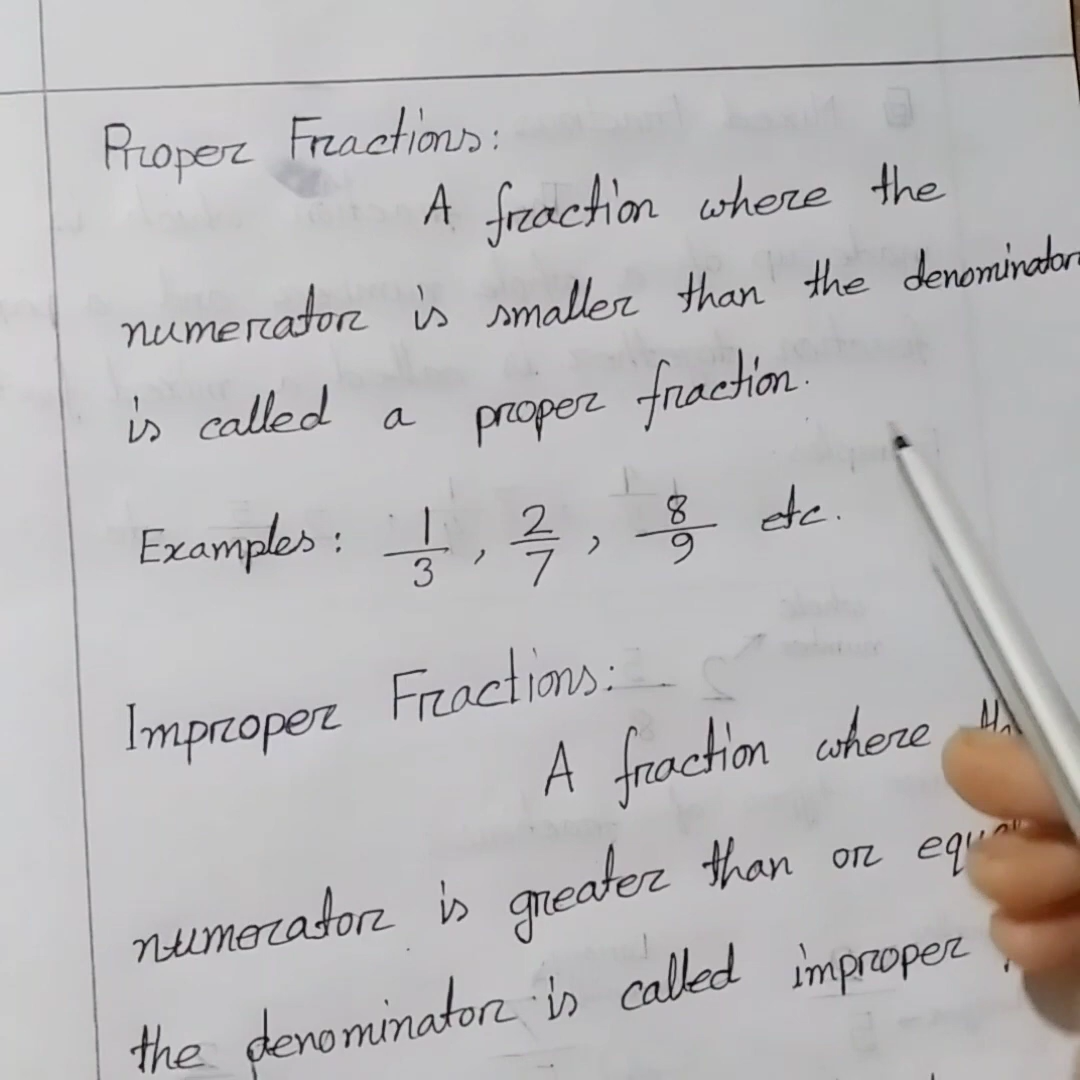 Proper Fractions:
A fraction where the
numerator is smaller than the denominator
is called a proper fraction.
Examples: 1/3, 2/7, 8/9 etc.
Improper Fractions:
A fraction where
numerator is greater than or
the denominator is called improper